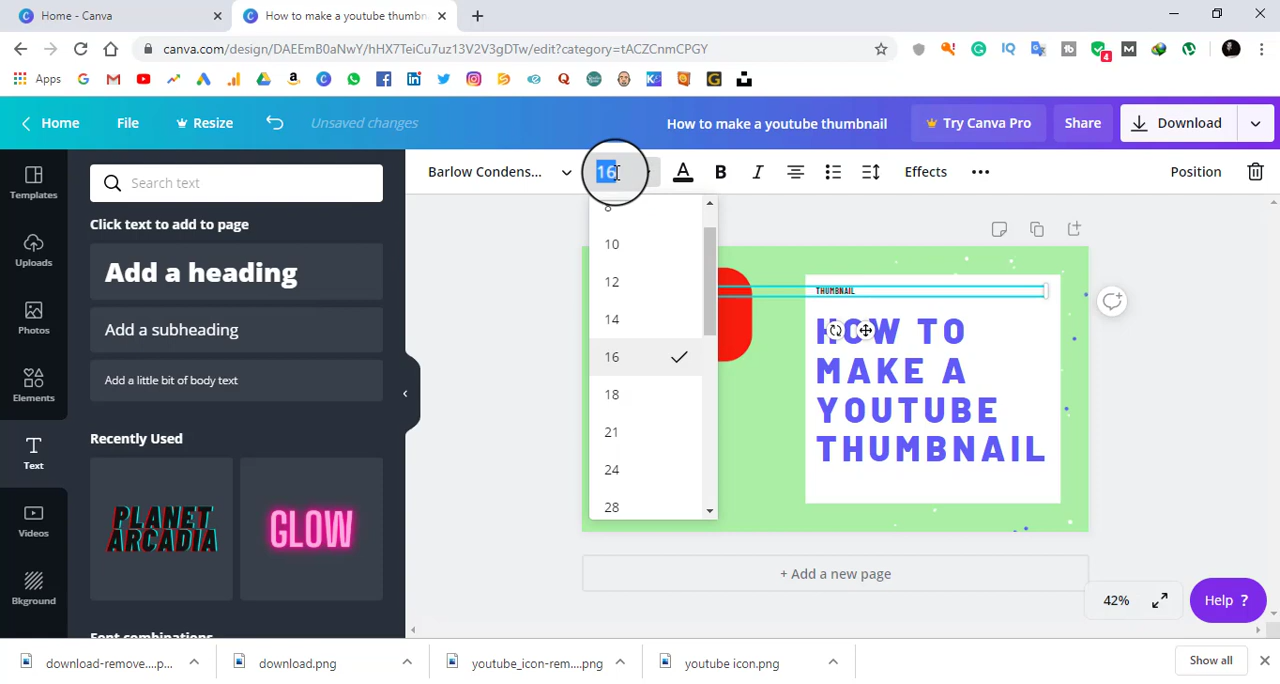 Home - Canva
How to make a youtube thumbn
canva.com/design/DAEmB0aNwY/hHX7TeiCu7uz13V2V3gDTw/edit?category=tACZCnmCPGY
Apps
4
Home
File
Resize
Unsaved changes
How to make a youtube thumbnail
Try Canva Pro
Share
Download
Templates
Uploads
Photos
Elements
Text
Videos
Bkground
Search text
Click text to add to page
Add a heading
Add a subheading
Add a little bit of body text
Recently Used
PLANET
ARCADIA
GLOW
Font combinations
Barlow Condens...
16
A
B
I
Effects
Position
8
10
12
14
16
18
21
24
28
THUMBNAIL
HOW TO
MAKE A
YOUTUBE
THUMBNAIL
+ Add a new page
42%
Help ?
download-remove....p...
download.png
youtube_icon-rem....png
youtube icon.png
Show all